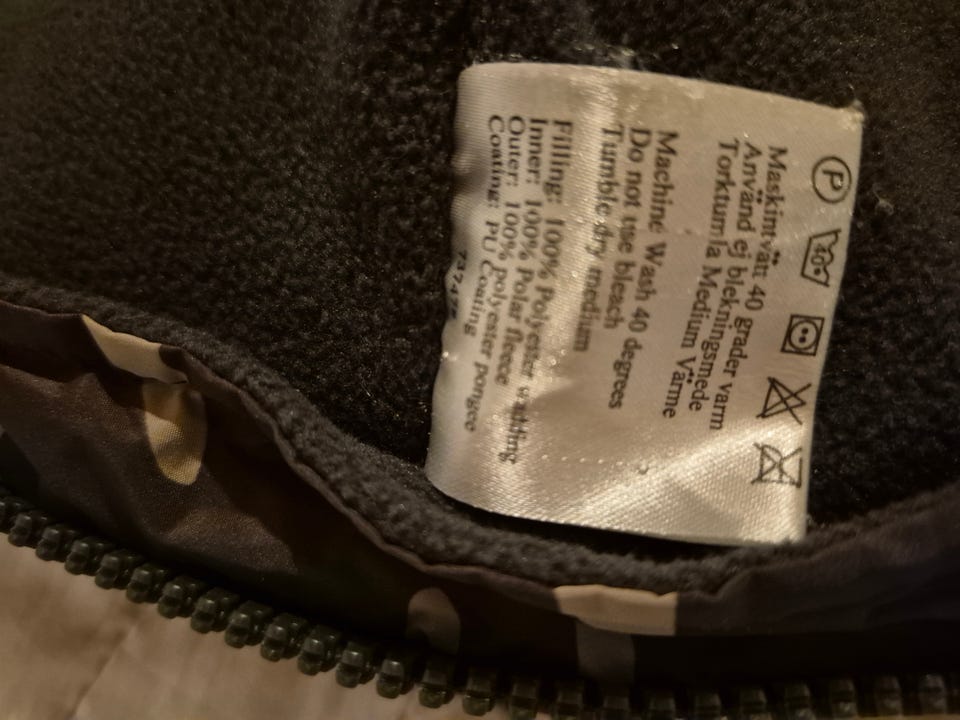 P
40
Maskintvätt 40 grader varm
Använd ej blekningsmede
Torktumla Medium Värme
Machine Wash 40 degrees
Do not use bleach
Tumble dry medium
Filling: 100% Polyester wadding
Inner: 100% Polar fleece
Outer: 100% polyester pongee
Coating: PU Coating